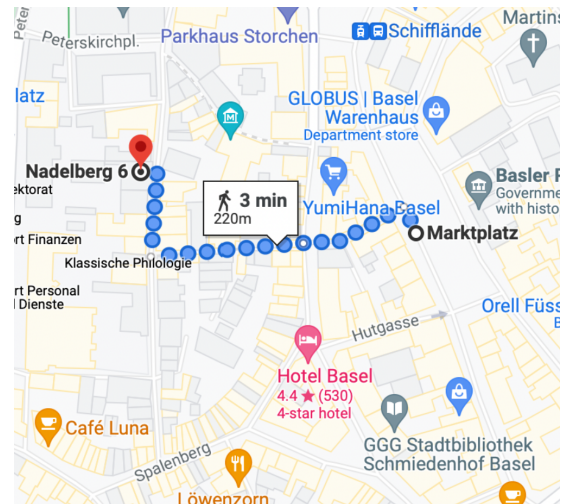 Peterskirchpl.
Parkhaus Storchen
Schifflände
Martins
latz
GLOBUS | Basel
Warenhaus
Department store
Nadelberg 6
ektorat
3 min
220m
YumiHana Basel
Basler R
Governme
with histo
g
rt Finanzen
Marktplatz
Klassische Philologie
rt Personal
d Dienste
Orell Füss
B
Hutgasse
Hotel Basel
4.4 ★ (530)
4-star hotel
Café Luna
GGG Stadtbibliothek
Schmiedenhof Basel
Spalenberg
Löwenzorn